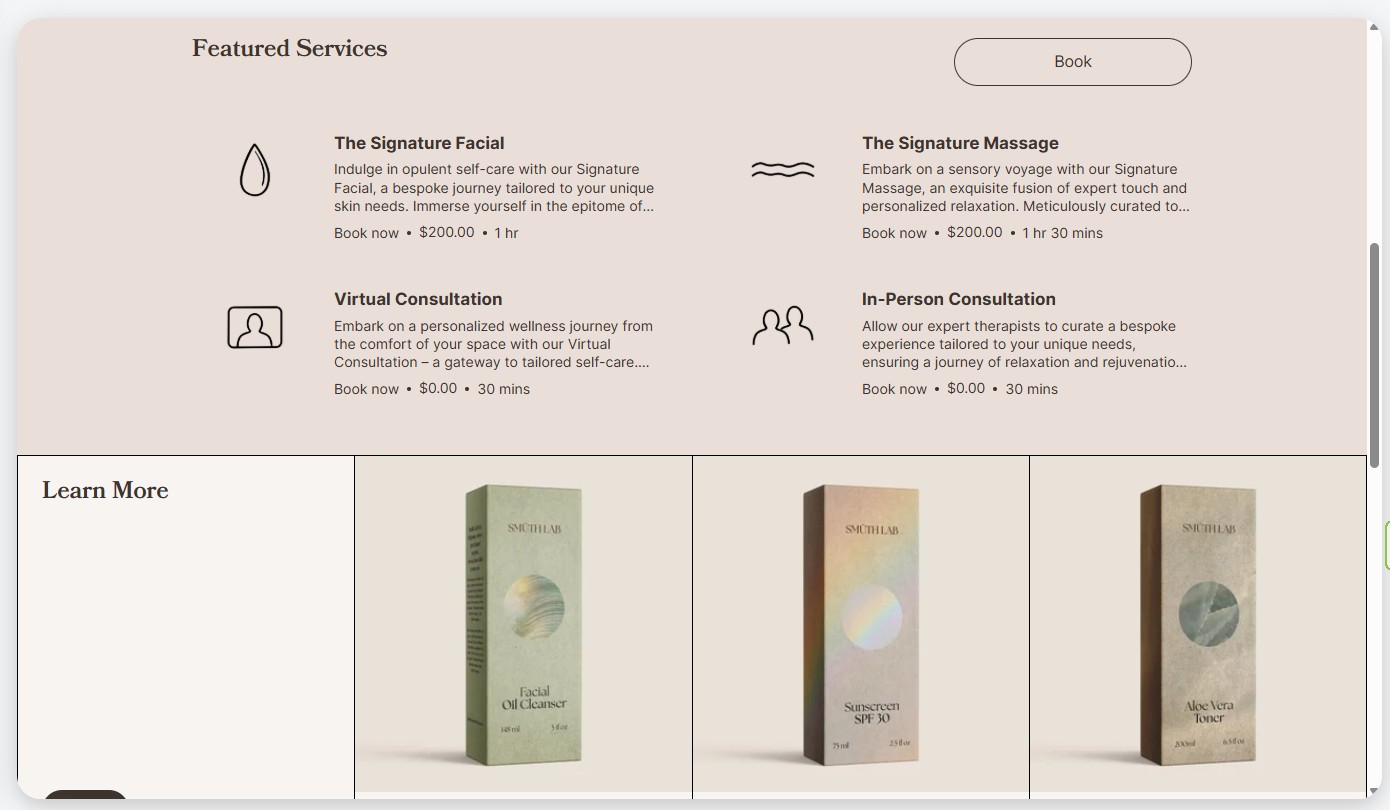 Featured Services
Book
The Signature Facial
Indulge in opulent self-care with our Signature
Facial, a bespoke journey tailored to your unique
skin needs. Immerse yourself in the epitome of...
Book now • $200.00 • 1 hr
The Signature Massage
Embark on a sensory voyage with our Signature
Massage, an exquisite fusion of expert touch and
personalized relaxation. Meticulously curated to...
Book now • $200.00 • 1 hr 30 mins
Virtual Consultation
Embark on a personalized wellness journey from
the comfort of your space with our Virtual
Consultation – a gateway to tailored self-care....
Book now • $0.00 • 30 mins
In-Person Consultation
Allow our expert therapists to curate a bespoke
experience tailored to your unique needs,
ensuring a journey of relaxation and rejuvenatio...
Book now • $0.00 • 30 mins
Learn More
SMŪTH LAB
Facial
Oil Cleanser
148 ml 5 fl oz
SMŪTH LAB
Sunscreen
SPF 30
75 ml 2.5 fl oz
SMŪTH LAB
Aloe Vera
Toner
200ml 6.5 fl oz